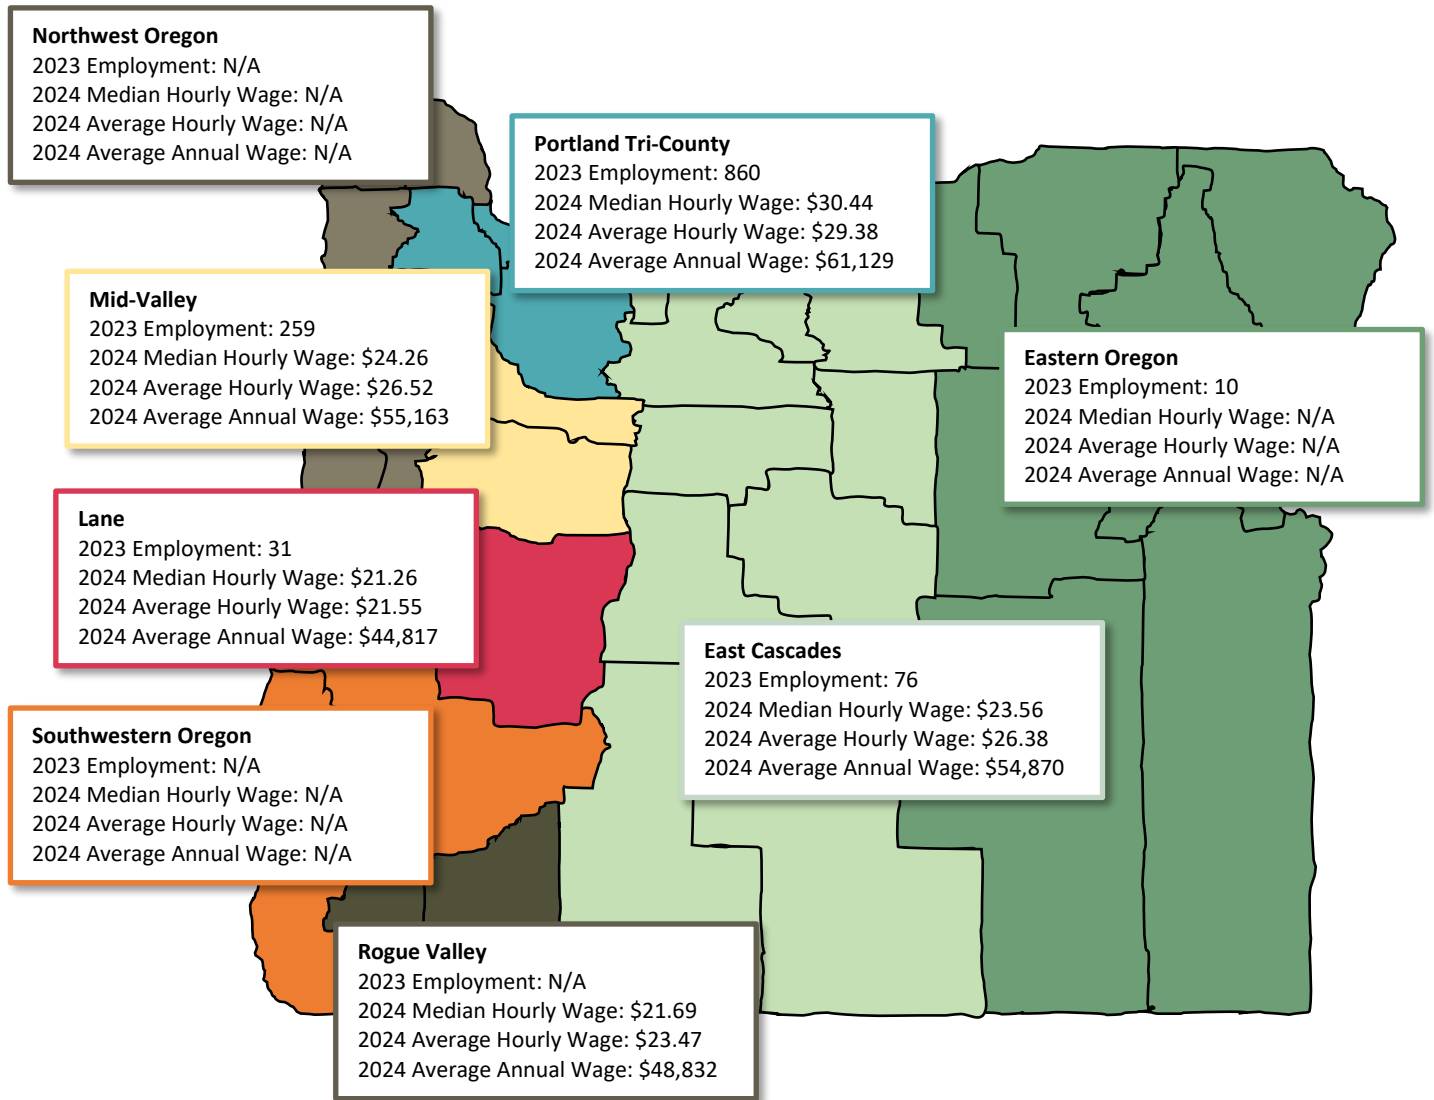 Northwest Oregon
2023 Employment: N/A
2024 Median Hourly Wage: N/A
2024 Average Hourly Wage: N/A
2024 Average Annual Wage: N/A
Portland Tri-County
2023 Employment: 860
2024 Median Hourly Wage: $30.44
2024 Average Hourly Wage: $29.38
2024 Average Annual Wage: $61,129
Mid-Valley
2023 Employment: 259
2024 Median Hourly Wage: $24.26
2024 Average Hourly Wage: $26.52
2024 Average Annual Wage: $55,163
Eastern Oregon
2023 Employment: 10
2024 Median Hourly Wage: N/A
2024 Average Hourly Wage: N/A
2024 Average Annual Wage: N/A
Lane
2023 Employment: 31
2024 Median Hourly Wage: $21.26
2024 Average Hourly Wage: $21.55
2024 Average Annual Wage: $44,817
East Cascades
2023 Employment: 76
2024 Median Hourly Wage: $23.56
2024 Average Hourly Wage: $26.38
2024 Average Annual Wage: $54,870
Southwestern Oregon
2023 Employment: N/A
2024 Median Hourly Wage: N/A
2024 Average Hourly Wage: N/A
2024 Average Annual Wage: N/A
Rogue Valley
2023 Employment: N/A
2024 Median Hourly Wage: $21.69
2024 Average Hourly Wage: $23.47
2024 Average Annual Wage: $48,832